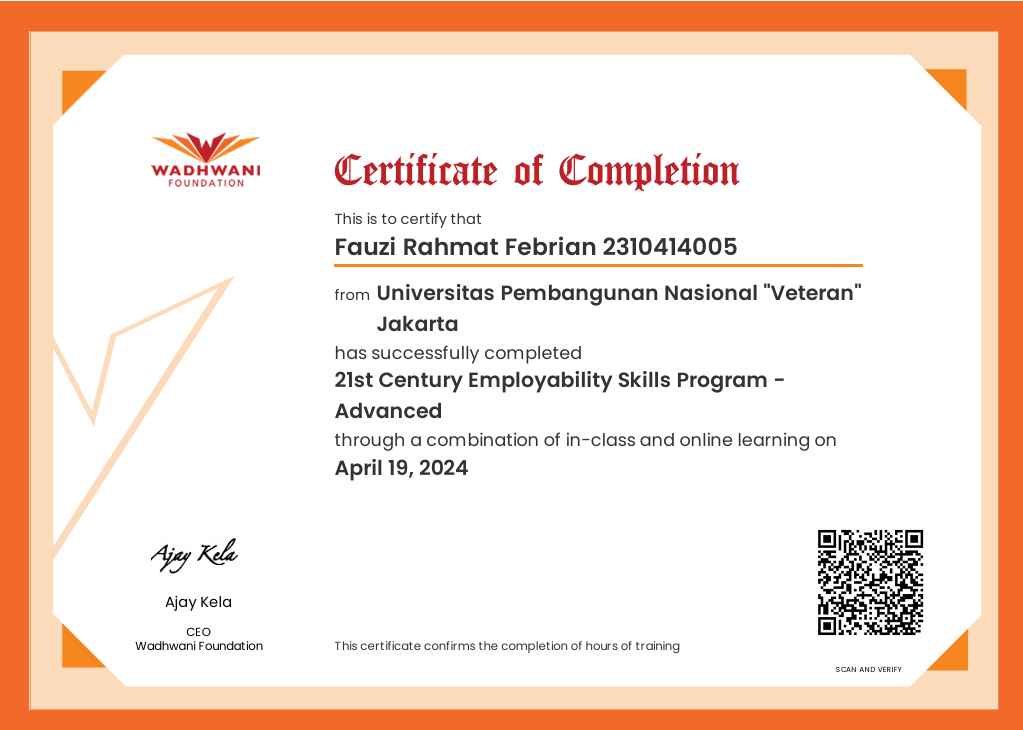 WADHWANI
FOUNDATION
Certificate of Completion
This is to certify that
Fauzi Rahmat Febrian 2310414005
from Universitas Pembangunan Nasional "Veteran"
Jakarta
has successfully completed
21st Century Employability Skills Program -
Advanced
through a combination of in-class and online learning on
April 19, 2024
Ajay Kela
Ajay Kela
CEO
Wadhwani Foundation
This certificate confirms the completion of hours of training
SCAN AND VERIFY